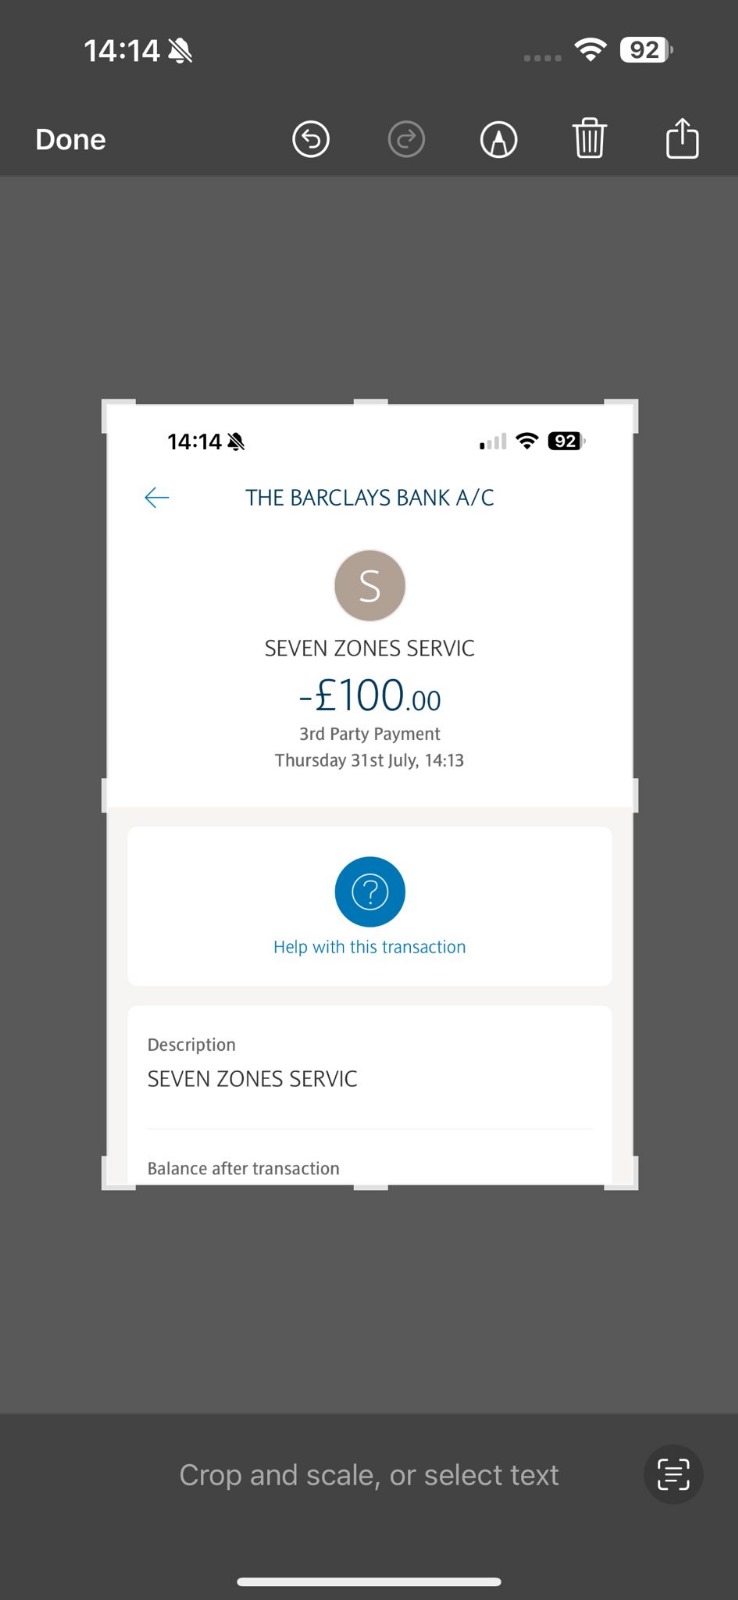 14:14
92
Done
14:14
92
THE BARCLAYS BANK A/C
S
SEVEN ZONES SERVIC
-£100.00
3rd Party Payment
Thursday 31st July, 14:13
?
Help with this transaction
Description
SEVEN ZONES SERVIC
Balance after transaction
Crop and scale, or select text